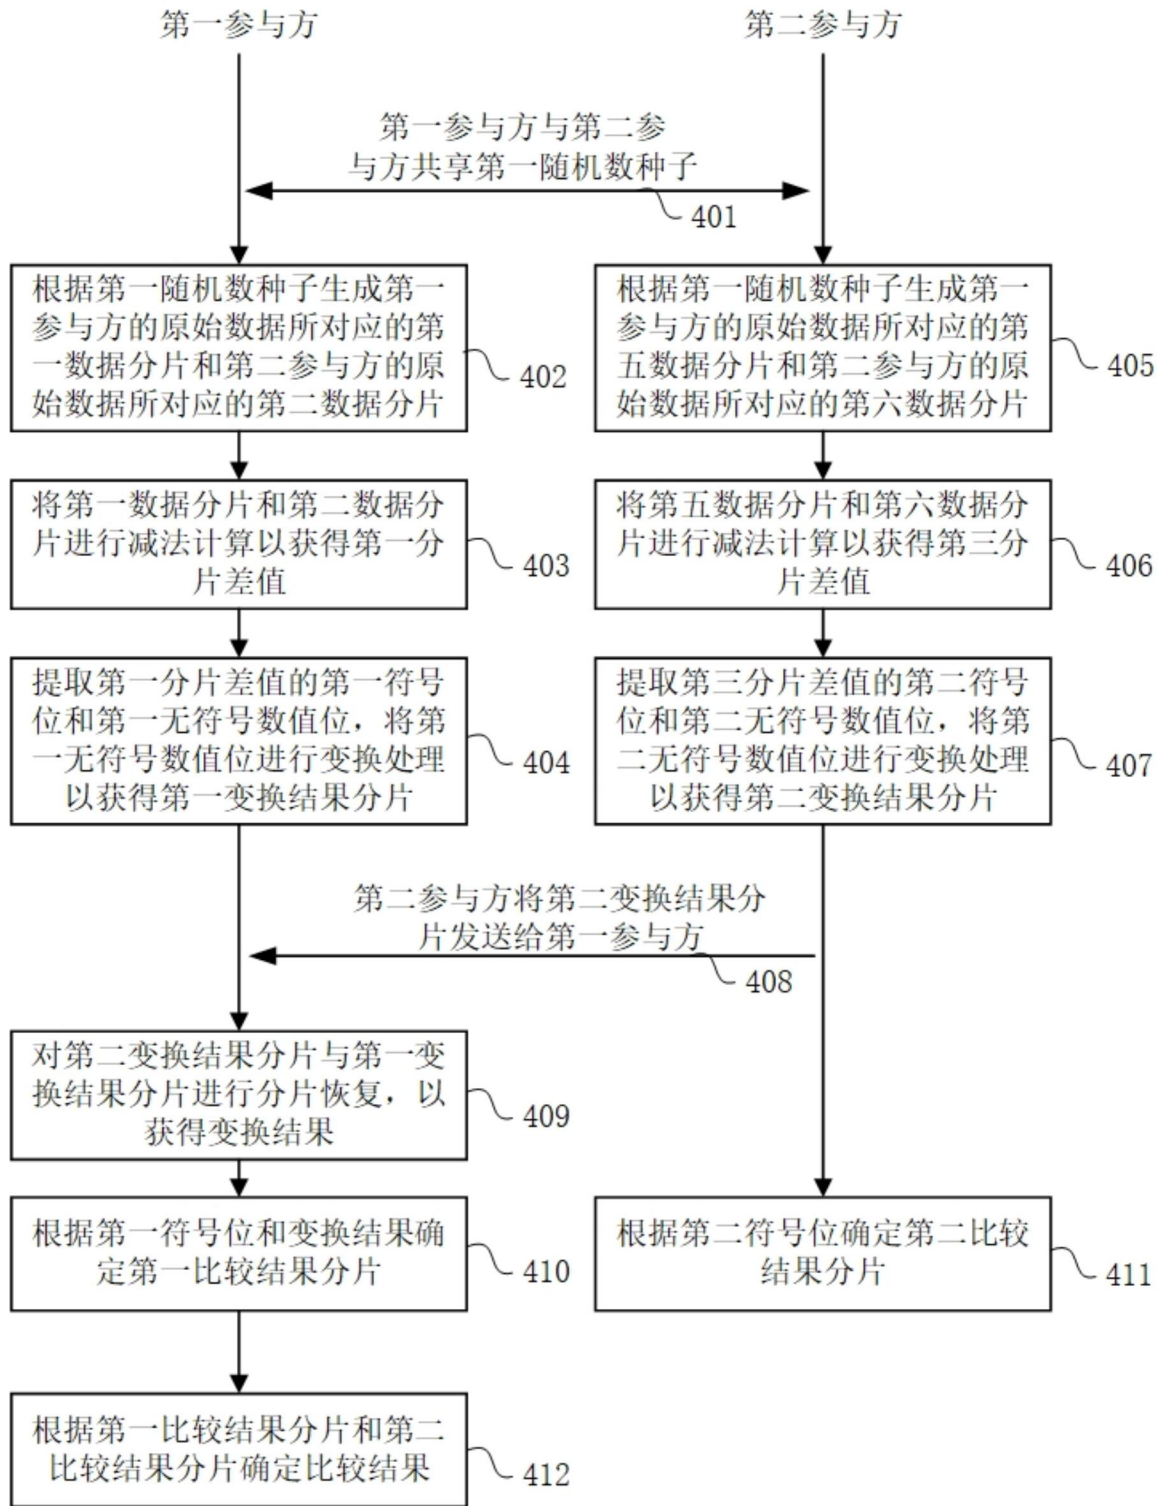 第一参与方
第二参与方
第一参与方与第二参
与方共享第一随机数种子
401
根据第一随机数种子生成第一
参与方的原始数据所对应的第
一数据分片和第二参与方的原
始数据所对应的第二数据分片
402
根据第一随机数种子生成第一
参与方的原始数据所对应的第
五数据分片和第二参与方的原
始数据所对应的第六数据分片
405
将第一数据分片和第二数据分
片进行减法计算以获得第一分
片差值
403
将第五数据分片和第六数据分
片进行减法计算以获得第三分
片差值
406
提取第一分片差值的第一符号
位和第一无符号数值位，将第
一无符号数值位进行变换处理
以获得第一变换结果分片
404
提取第三分片差值的第二符号
位和第二无符号数值位，将第
二无符号数值位进行变换处理
以获得第二变换结果分片
407
第二参与方将第二变换结果分
片发送给第一参与方
408
对第二变换结果分片与第一变
换结果分片进行分片恢复，以
获得变换结果
409
根据第一符号位和变换结果确
定第一比较结果分片
410
根据第二符号位确定第二比较
结果分片
411
根据第一比较结果分片和第二
比较结果分片确定比较结果
412